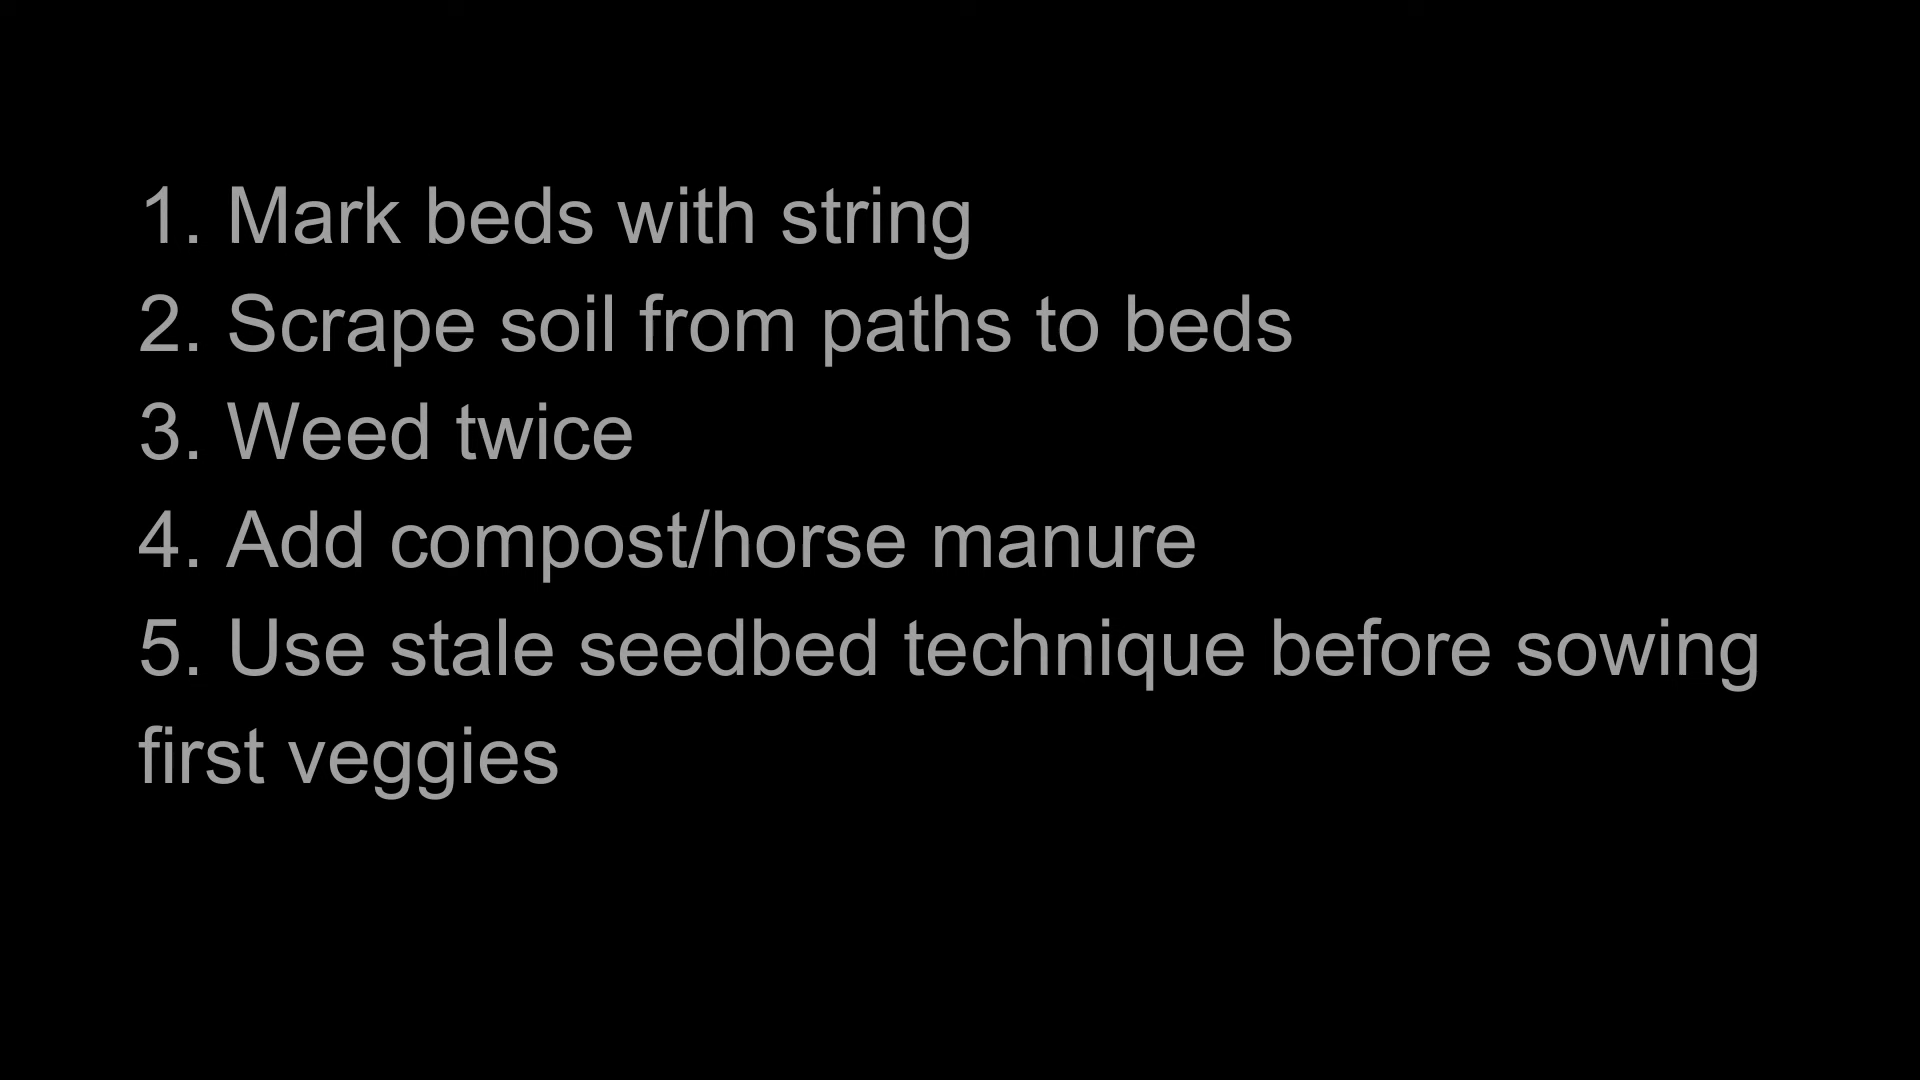 1. Mark beds with string
2. Scrape soil from paths to beds
3. Weed twice
4. Add compost/horse manure
5. Use stale seedbed technique before sowing
first veggies